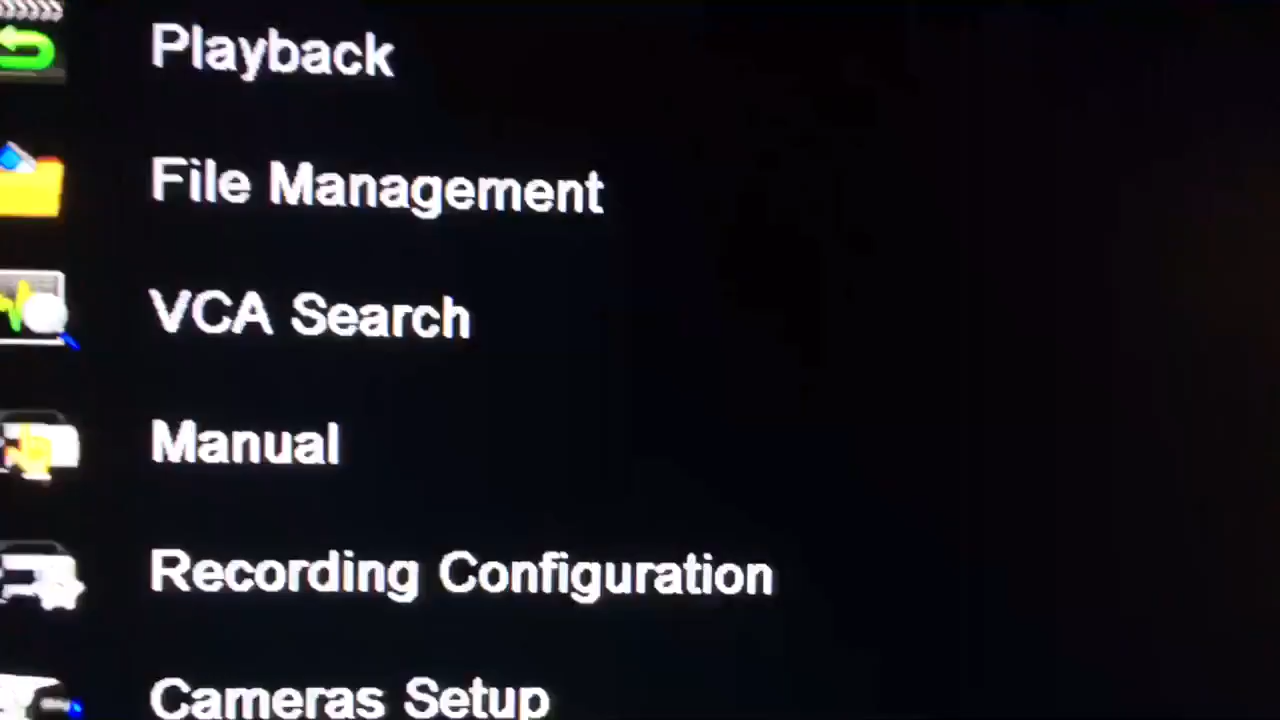 Playback
File Management
VCA Search
Manual
Recording Configuration
Cameras Setup